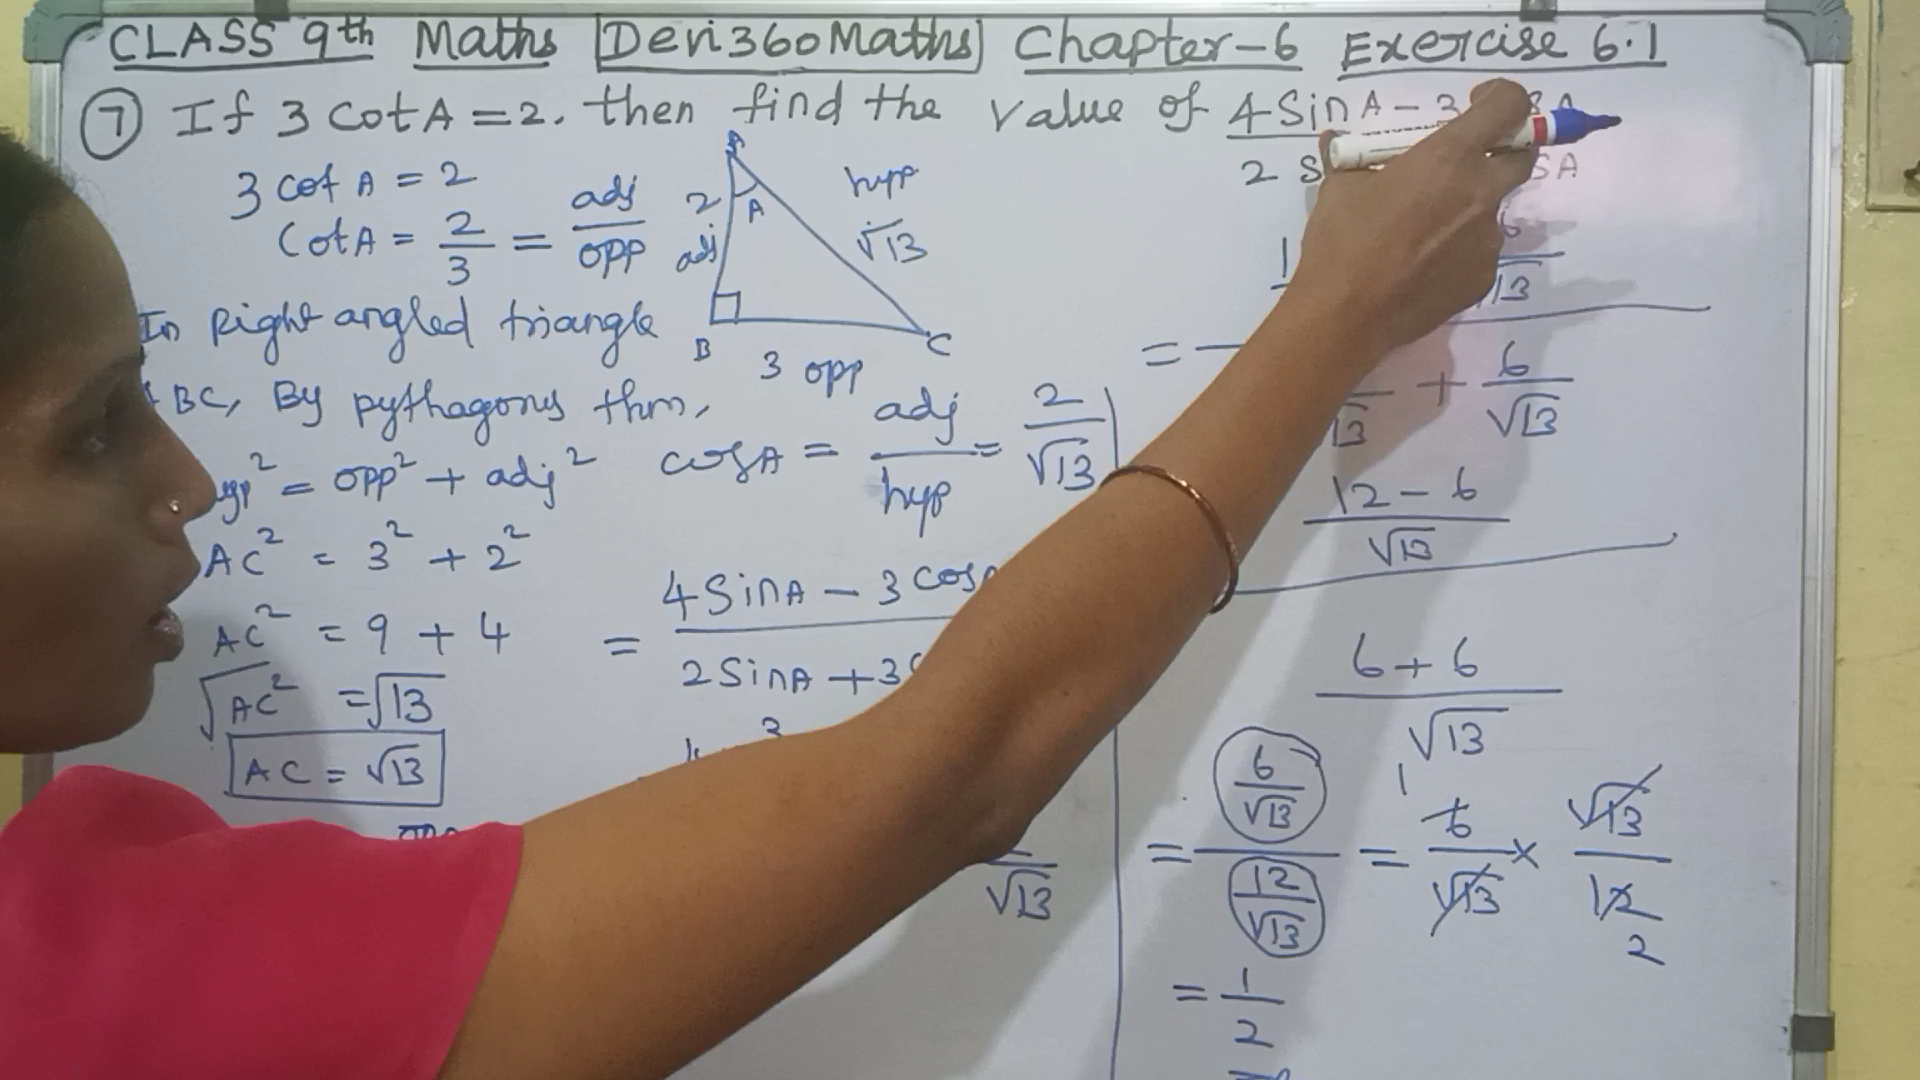 CLASS 9th Maths Devi360Maths Chapter-6 Exercise 6.1
7 If 3 cot A = 2. then find the value of 4 Sin A - 3
2 S SA
3 cot A = 2
Cot A = 2/3 = adj/opp
In Right angled triangle
BC, By pythagorus thm,
hyp² = opp² + adj²
AC² = 3² + 2²
AC² = 9 + 4
√AC² = √13
AC = √13
A
2
adj
A
hyp
√13
B
3 opp
C
cos A = adj/hyp = 2/√13
= 4 Sin A - 3 cos
2 Sin A + 3
√13
6
13
=
13 + 6/√13
12 - 6
√13
6 + 6
√13
= 6/√13 / 12/√13 = 6/√13 × √13/12
1
2
= 1/2